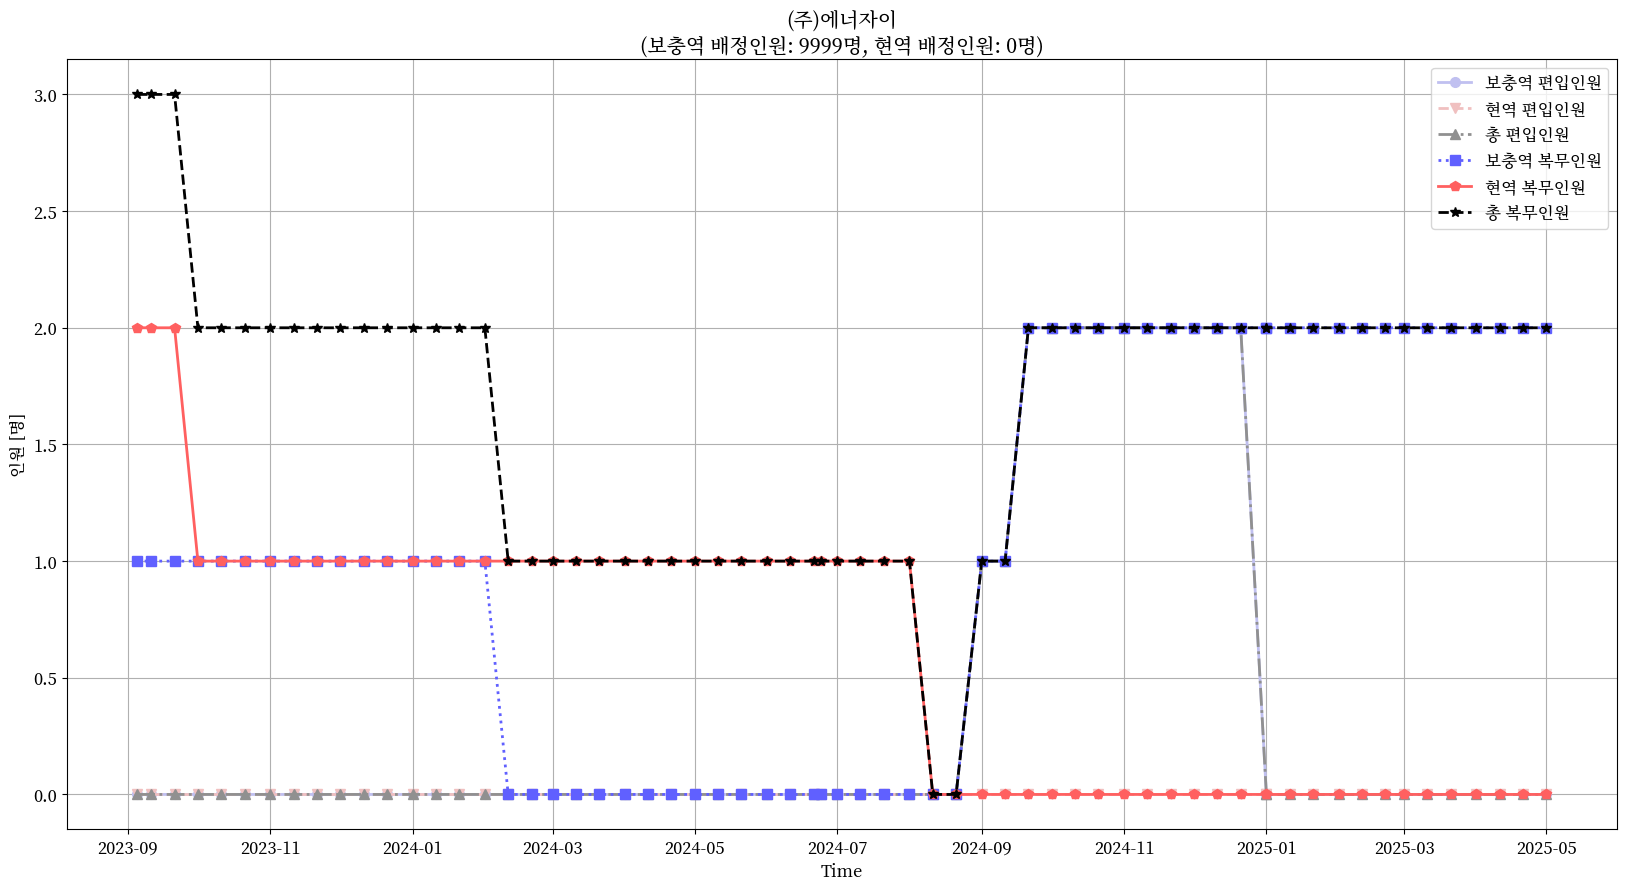 (주)에너자이
(보충역 배정인원: 9999명, 현역 배정인원: 0명)
보충역 편입인원
현역 편입인원
총 편입인원
보충역 복무인원
현역 복무인원
총 복무인원
인원 [명]
3.0
2.5
2.0
1.5
1.0
0.5
0.0
2023-09 2023-11 2024-01 2024-03 2024-05 2024-07 2024-09 2024-11 2025-01 2025-03 2025-05
Time